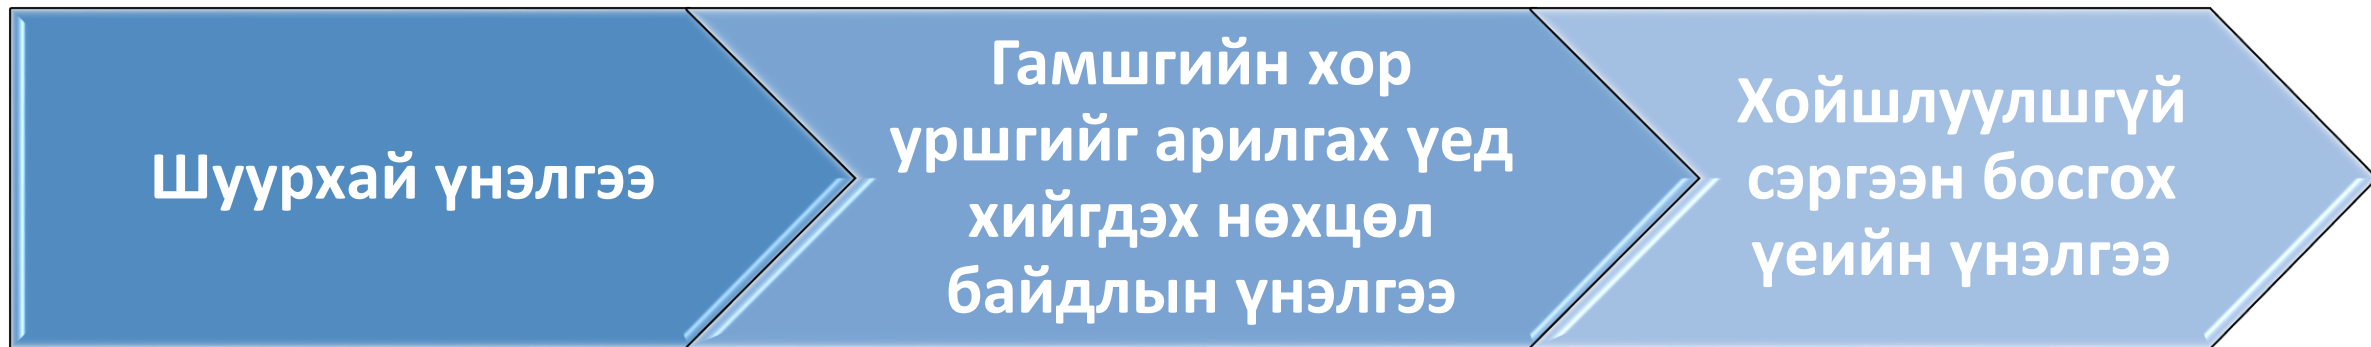 Шуурхай үнэлгээ
Гамшгийн хор
уршгийг арилгах үед
хийгдэх нөхцөл
байдлын үнэлгээ
Хойшлуулшгүй
сэргээн босгох
үеийн үнэлгээ